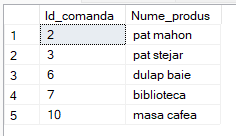 Id_comanda Nume_produs
1 2 pat mahon
2 3 pat stejar
3 6 dulap baie
4 7 biblioteca
5 10 masa cafea